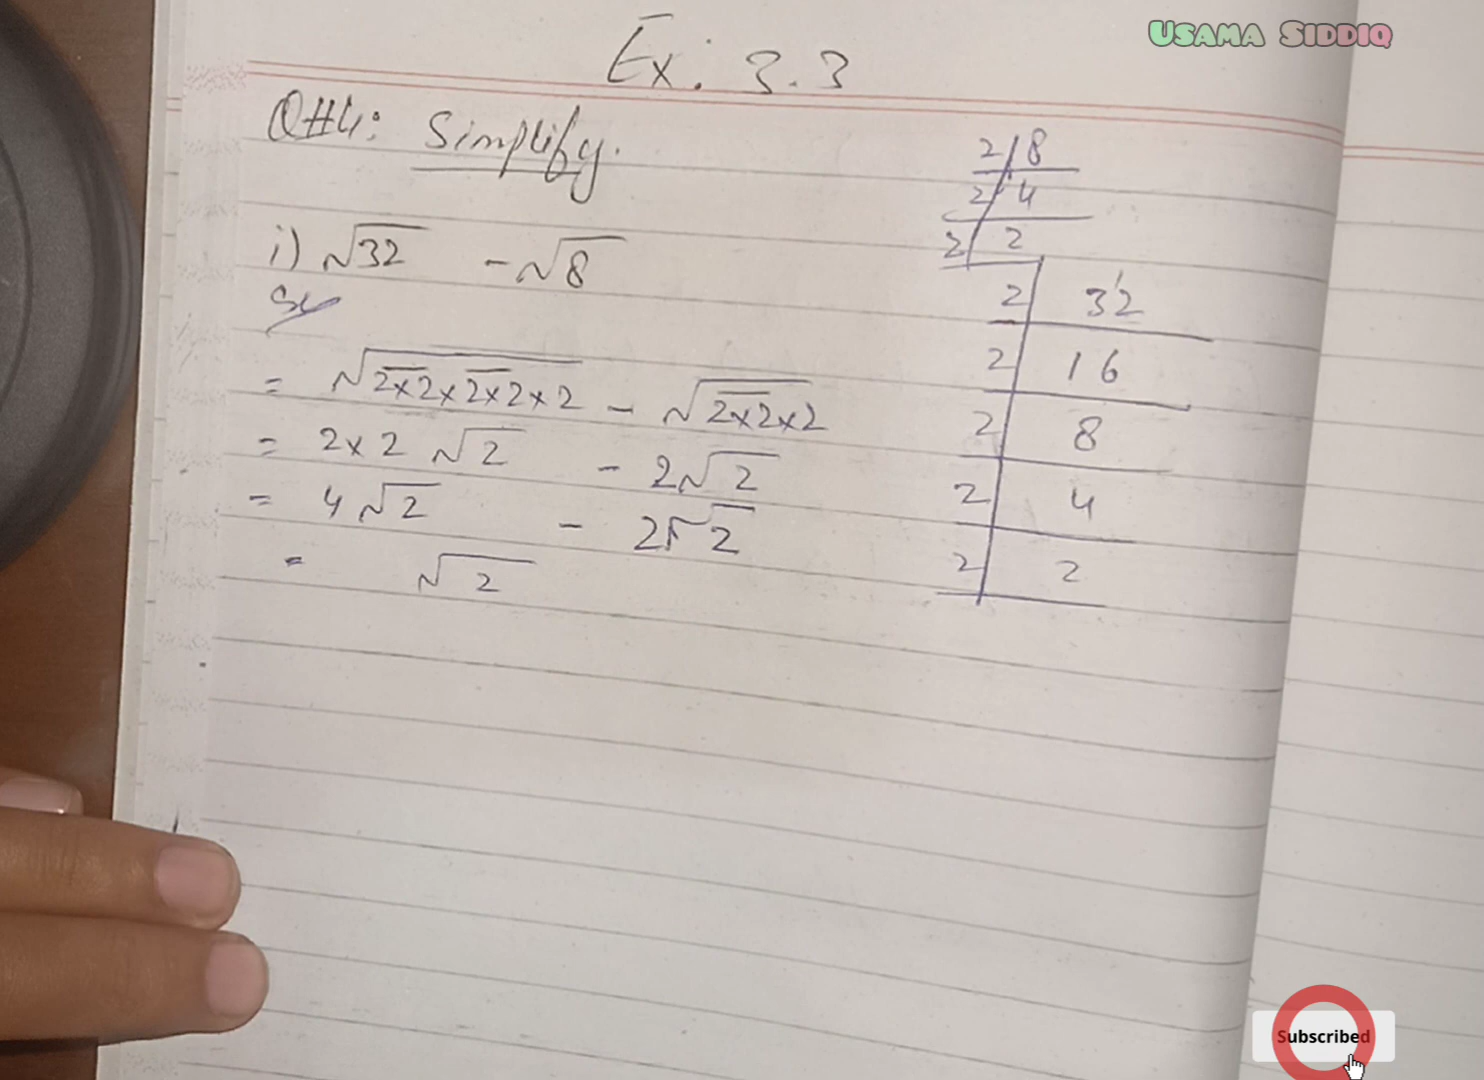 Usama Siddiq
Ex: 3.3
Q#4: Simplify.
i) √32 - √8
Sol
= √2×2×2×2×2 - √2×2×2
= 2×2 √2 - 2√2
= 4√2 - 2√2
= √2
2 8
2 4
2 2
2 32
2 16
2 8
2 4
2 2
Subscribed